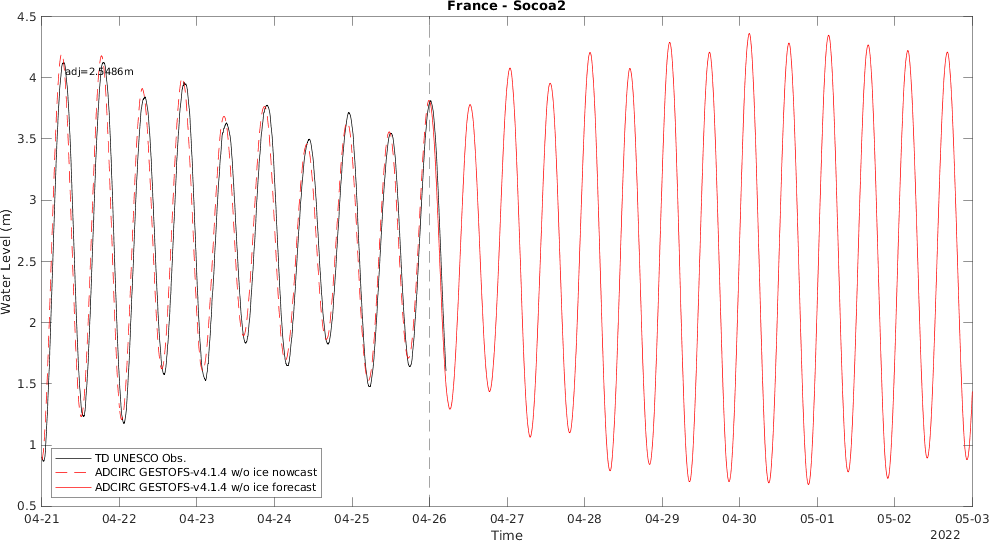 France - Socoa2
4.5
4
3.5
3
2.5
2
1.5
1
0.5
Water Level (m)
adj=2.5486m
TD UNESCO Obs.
ADCIRC GESTOFS-v4.1.4 w/o ice nowcast
ADCIRC GESTOFS-v4.1.4 w/o ice forecast
04-21 04-22 04-23 04-24 04-25 04-26 04-27 04-28 04-29 04-30 05-01 05-02 05-03
Time
2022